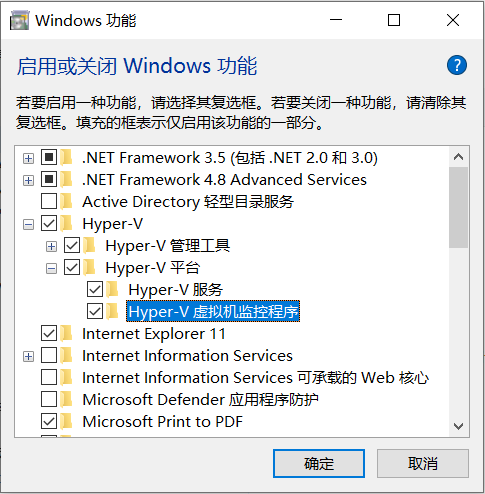 Windows 功能
启用或关闭 Windows 功能
?
若要启用一种功能，请选择其复选框。若要关闭一种功能，请清除其
复选框。填充的框表示仅启用该功能的一部分。
.NET Framework 3.5 (包括 .NET 2.0 和 3.0)
.NET Framework 4.8 Advanced Services
Active Directory 轻型目录服务
Hyper-V
Hyper-V 管理工具
Hyper-V 平台
Hyper-V 服务
Hyper-V 虚拟机监控程序
Internet Explorer 11
Internet Information Services
Internet Information Services 可承载的 Web 核心
Microsoft Defender 应用程序防护
Microsoft Print to PDF
确定
取消